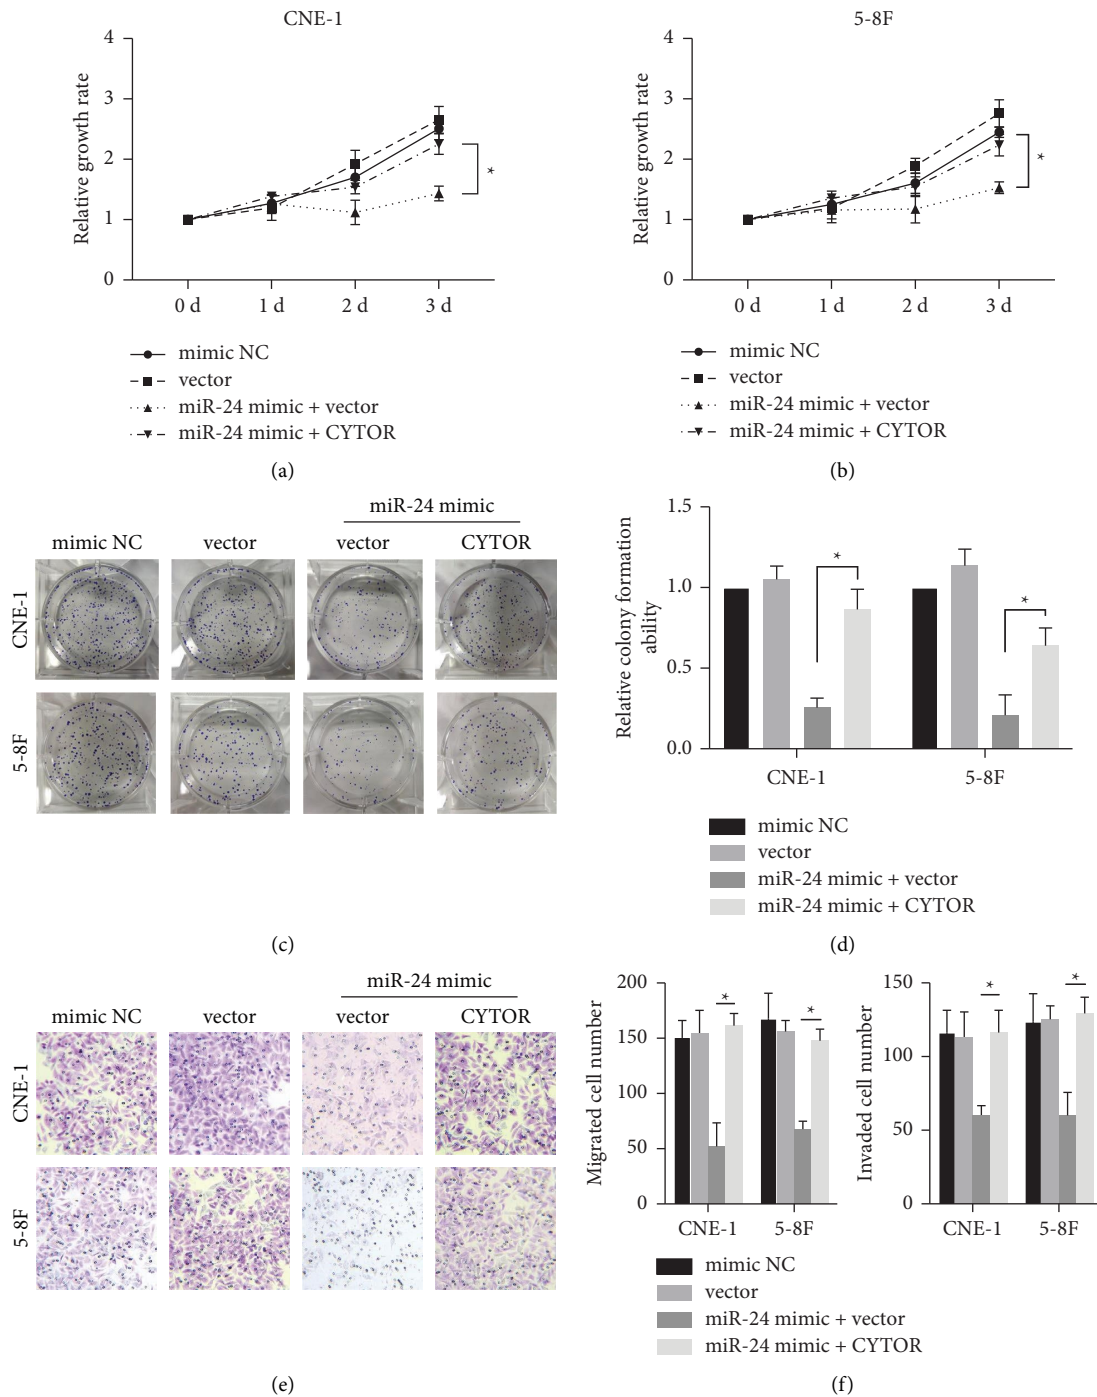 CNE-1
4
3
2
1
0
Relative growth rate
*
0 d 1 d 2 d 3 d
mimic NC
vector
miR-24 mimic + vector
miR-24 mimic + CYTOR
(a)
5-8F
4
3
2
1
0
Relative growth rate
*
0 d 1 d 2 d 3 d
mimic NC
vector
miR-24 mimic + vector
miR-24 mimic + CYTOR
(b)
miR-24 mimic
mimic NC vector vector CYTOR
CNE-1
5-8F
(c)
1.5
1.0
0.5
0.0
Relative colony formation
ability
*
*
CNE-1 5-8F
mimic NC
vector
miR-24 mimic + vector
miR-24 mimic + CYTOR
(d)
miR-24 mimic
mimic NC vector vector CYTOR
CNE-1
5-8F
(e)
200
150
100
50
0
Migrated cell number
*
*
CNE-1 5-8F
150
100
50
0
Invaded cell number
*
*
CNE-1 5-8F
mimic NC
vector
miR-24 mimic + vector
miR-24 mimic + CYTOR
(f)